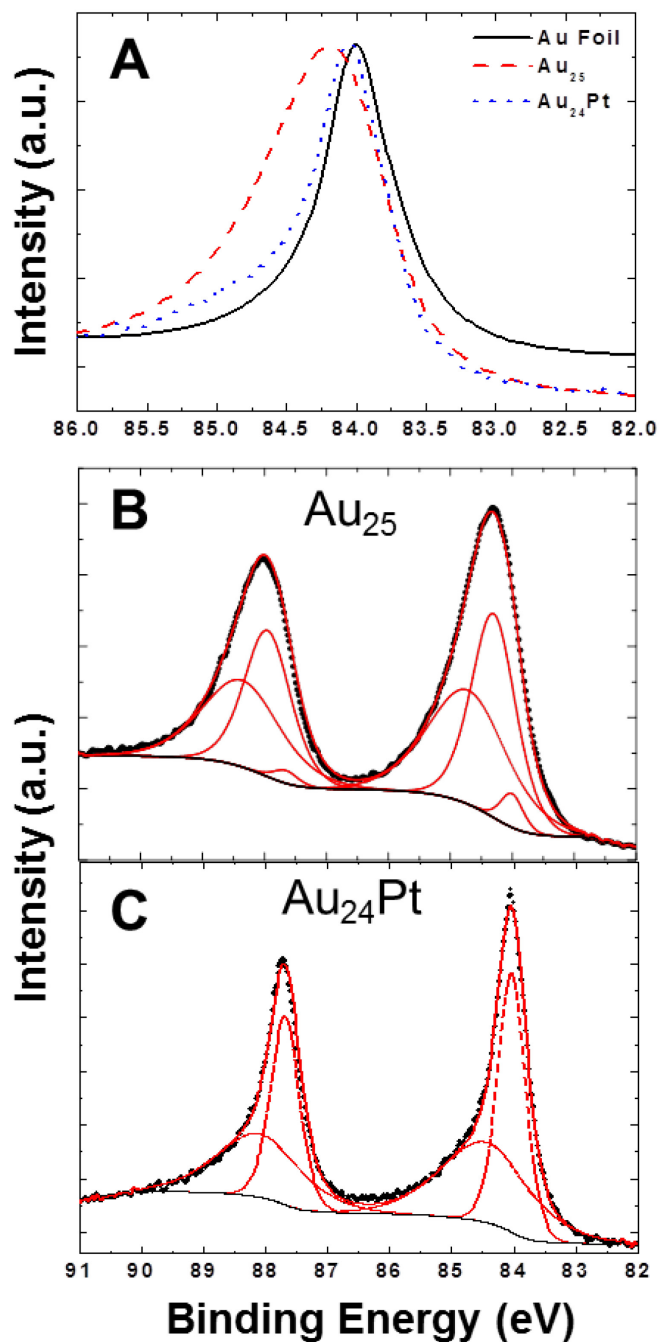 A
Au Foil
Au₂₅
Au₂₄Pt
Intensity (a.u.)
86.0 85.5 85.0 84.5 84.0 83.5 83.0 82.5 82.0
B
Au₂₅
C
Au₂₄Pt
Intensity (a.u.)
91 90 89 88 87 86 85 84 83 82
Binding Energy (eV)